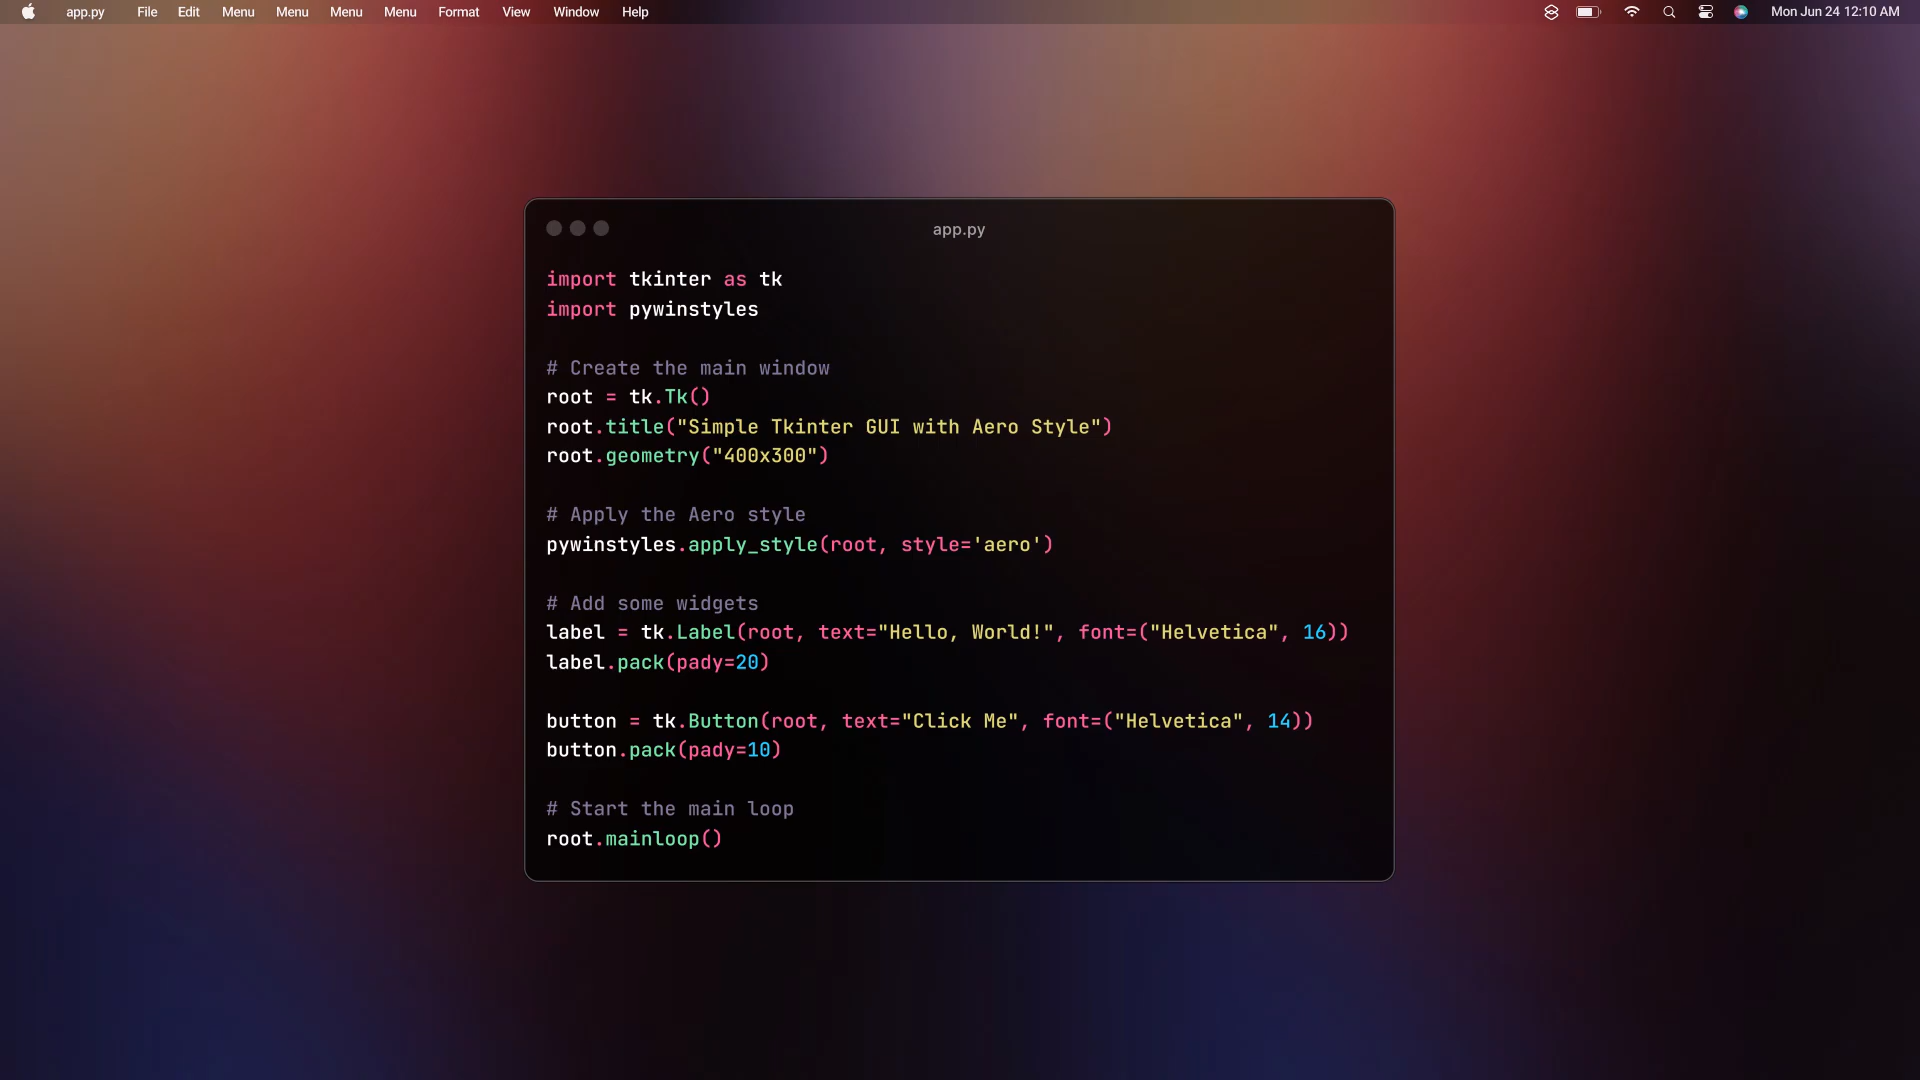 app.py File Edit Menu Menu Menu Menu Format View Window Help Mon Jun 24 12:10 AM
app.py
import tkinter as tk
import pywinstyles
# Create the main window
root = tk.Tk()
root.title("Simple Tkinter GUI with Aero Style")
root.geometry("400x300")
# Apply the Aero style
pywinstyles.apply_style(root, style='aero')
# Add some widgets
label = tk.Label(root, text="Hello, World!", font=("Helvetica", 16))
label.pack(pady=20)
button = tk.Button(root, text="Click Me", font=("Helvetica", 14))
button.pack(pady=10)
# Start the main loop
root.mainloop()